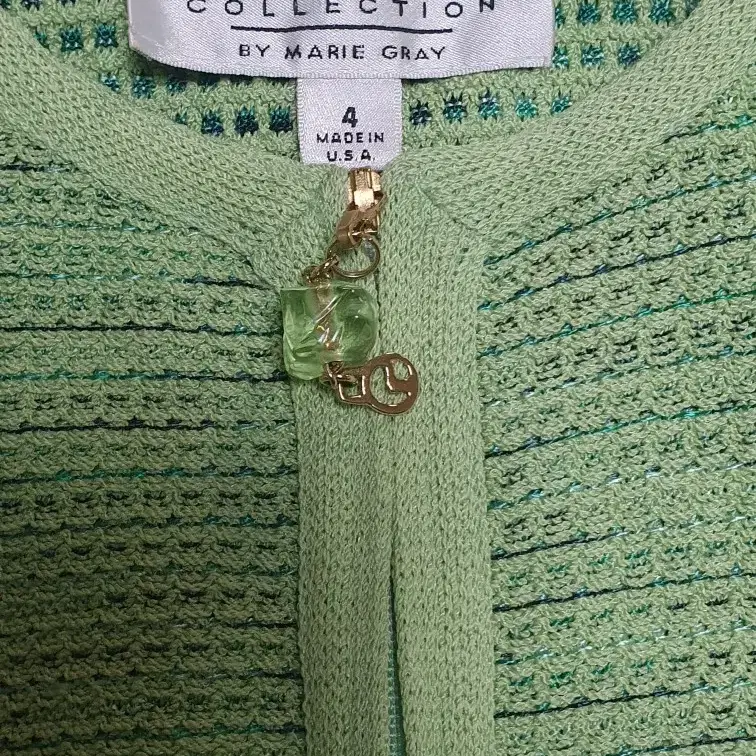 COLLECTION
BY MARIE GRAY
4
MADE IN
U.S.A.